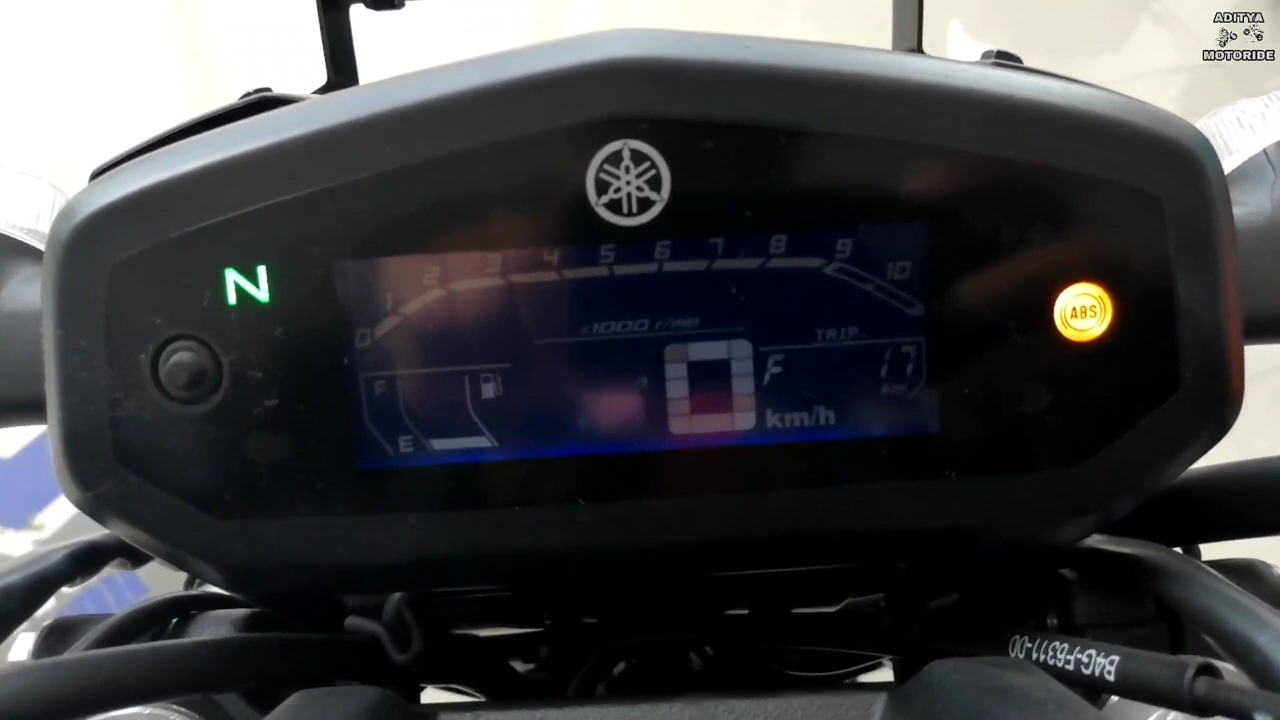 ADITYA
MOTORIDE
N
0 1 2 3 4 5 6 7 8 9 10
x1000 r/min
TRIP
F 17
F
0
km/h
E
ABS
B4G-F6311-00